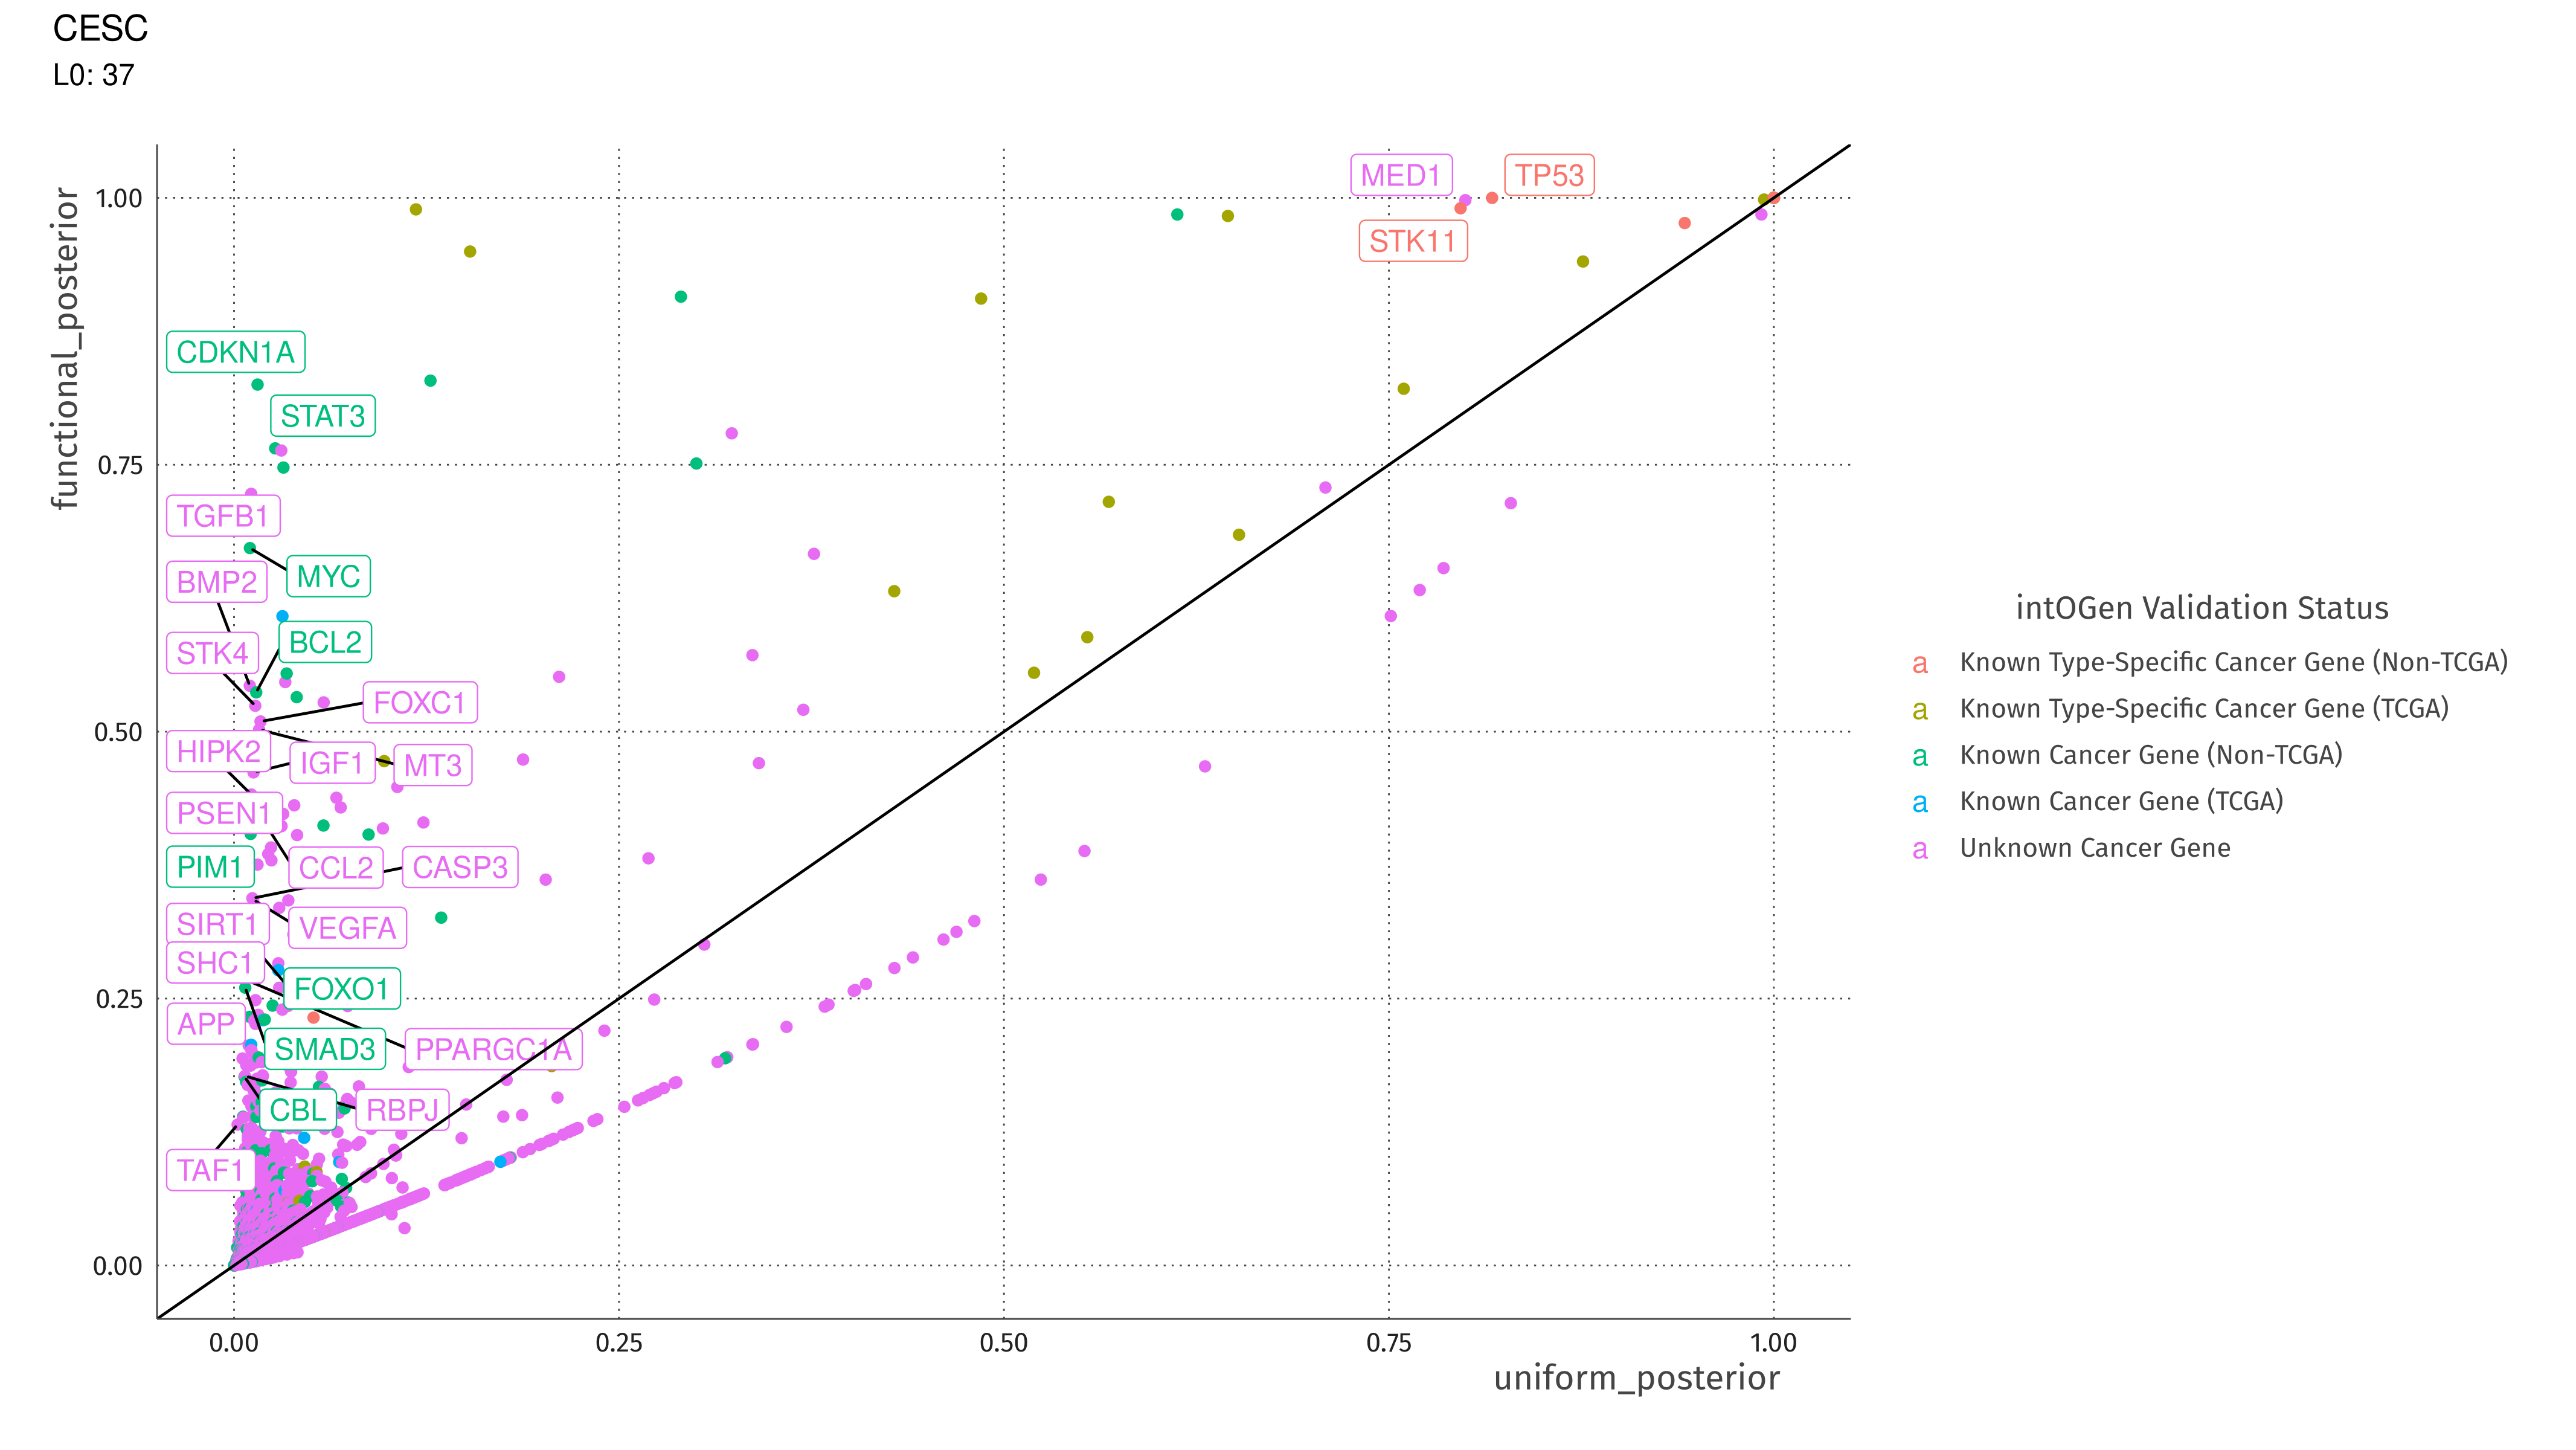 CESC
L0: 37
functional_posterior
1.00
0.75
0.50
0.25
0.00
0.00
0.25
0.50
0.75
1.00
uniform_posterior
MED1
TP53
STK11
CDKN1A
STAT3
TGFB1
MYC
BMP2
BCL2
STK4
FOXC1
HIPK2
IGF1
MT3
PSEN1
PIM1
CCL2
CASP3
SIRT1
VEGFA
SHC1
FOXO1
APP
SMAD3
PPARGC1A
CBL
RBPJ
TAF1
intOGen Validation Status
a Known Type-Specific Cancer Gene (Non-TCGA)
a Known Type-Specific Cancer Gene (TCGA)
a Known Cancer Gene (Non-TCGA)
a Known Cancer Gene (TCGA)
a Unknown Cancer Gene